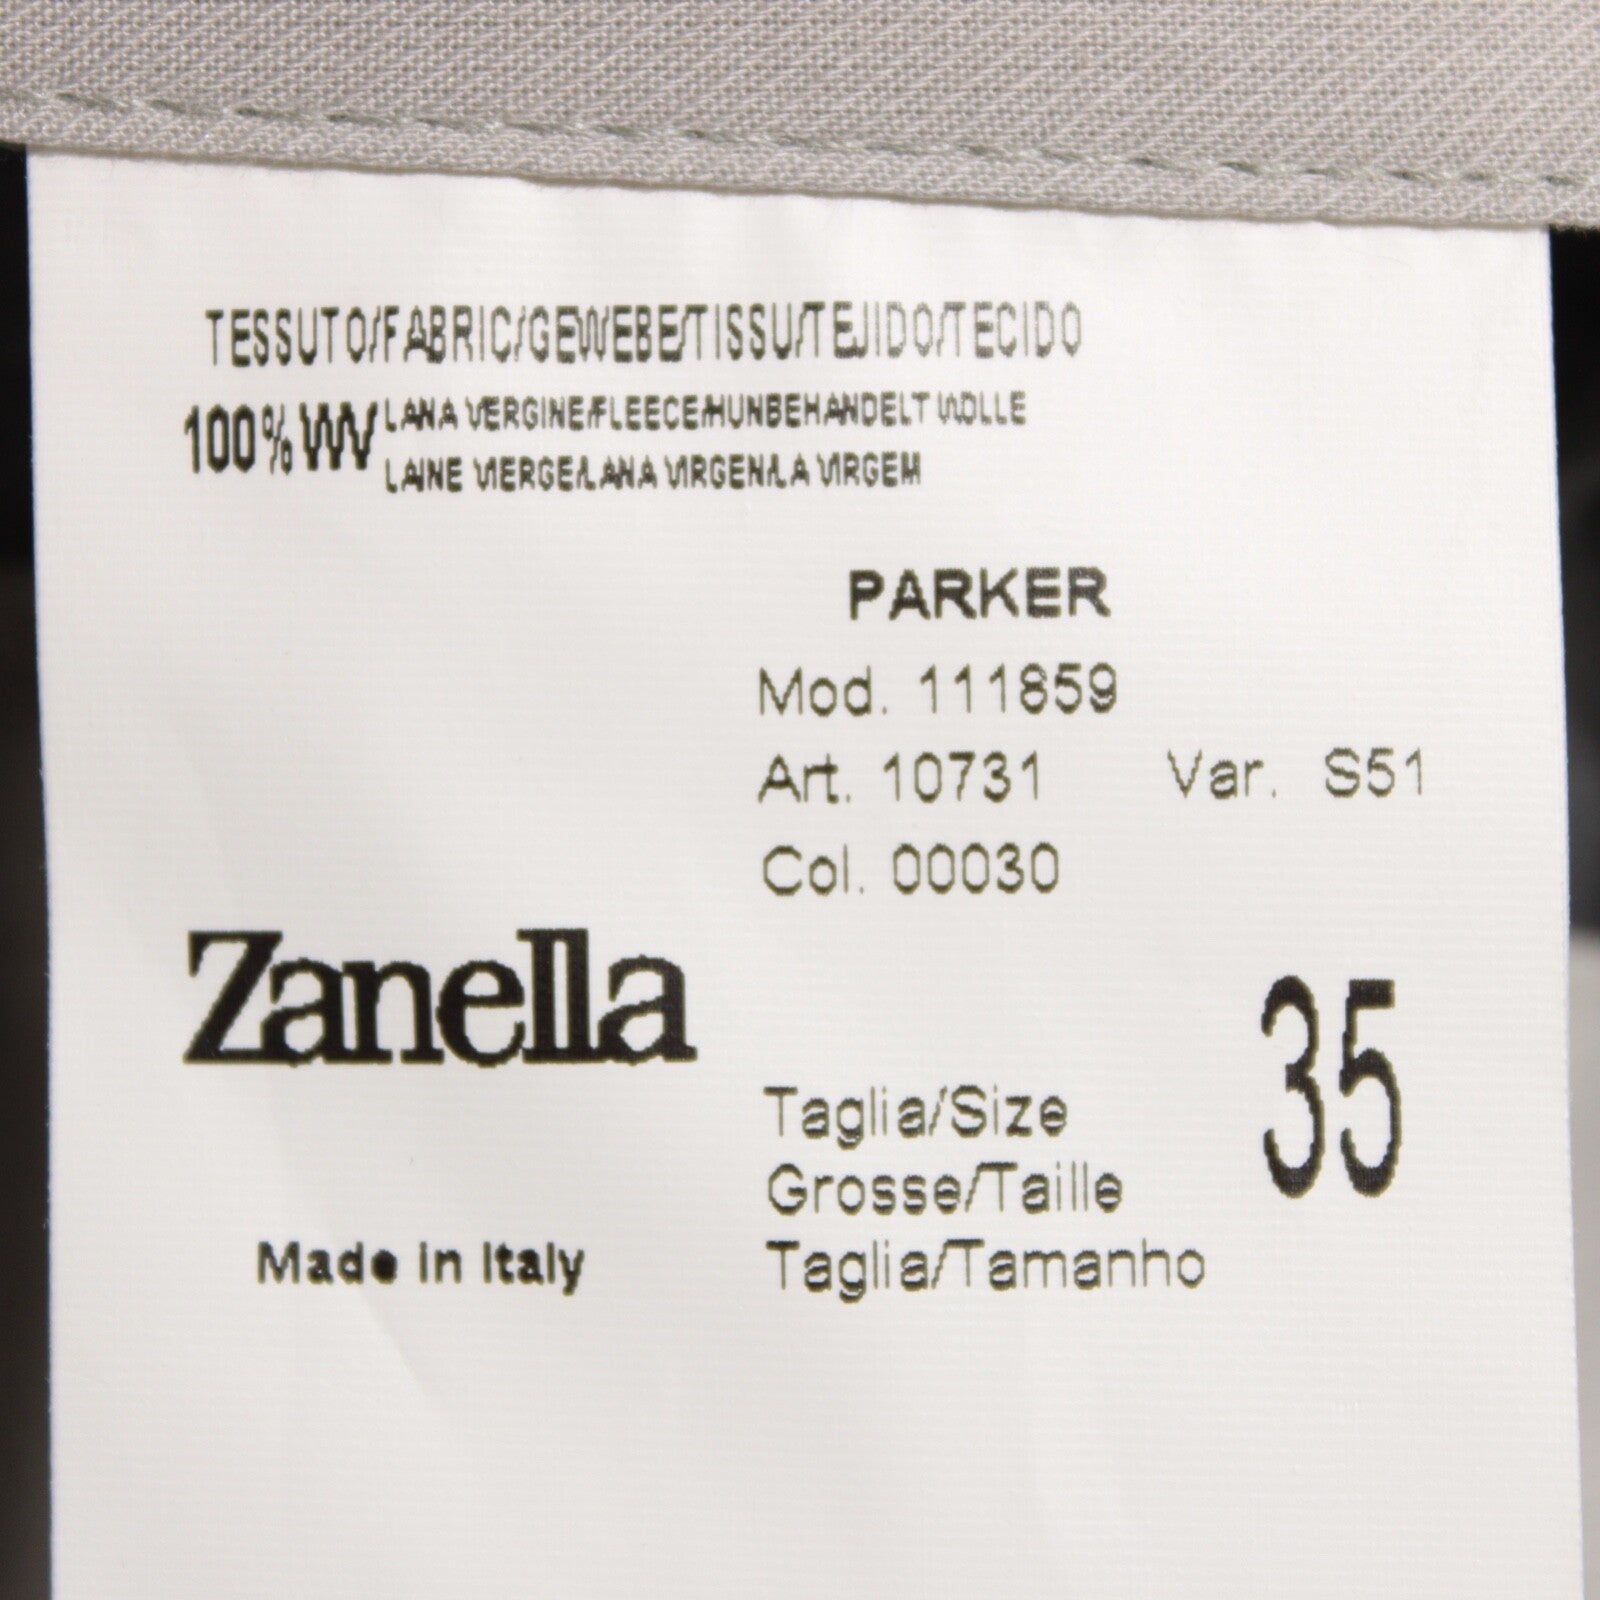 TESSUTO/FABRIC/GEWEBE/TISSU/TEJIDO/TECIDO
100% WV LANA VERGINE/FLEECE/HUNBEHANDELT WOLLE
LAINE VIERGE/LANA VIRGEN/LA VIRGEM
PARKER
Mod. 111859
Art. 10731 Var. S51
Col. 00030
Zanella
35
Taglia/Size
Grosse/Taille
Made in Italy
Taglia/Tamanho